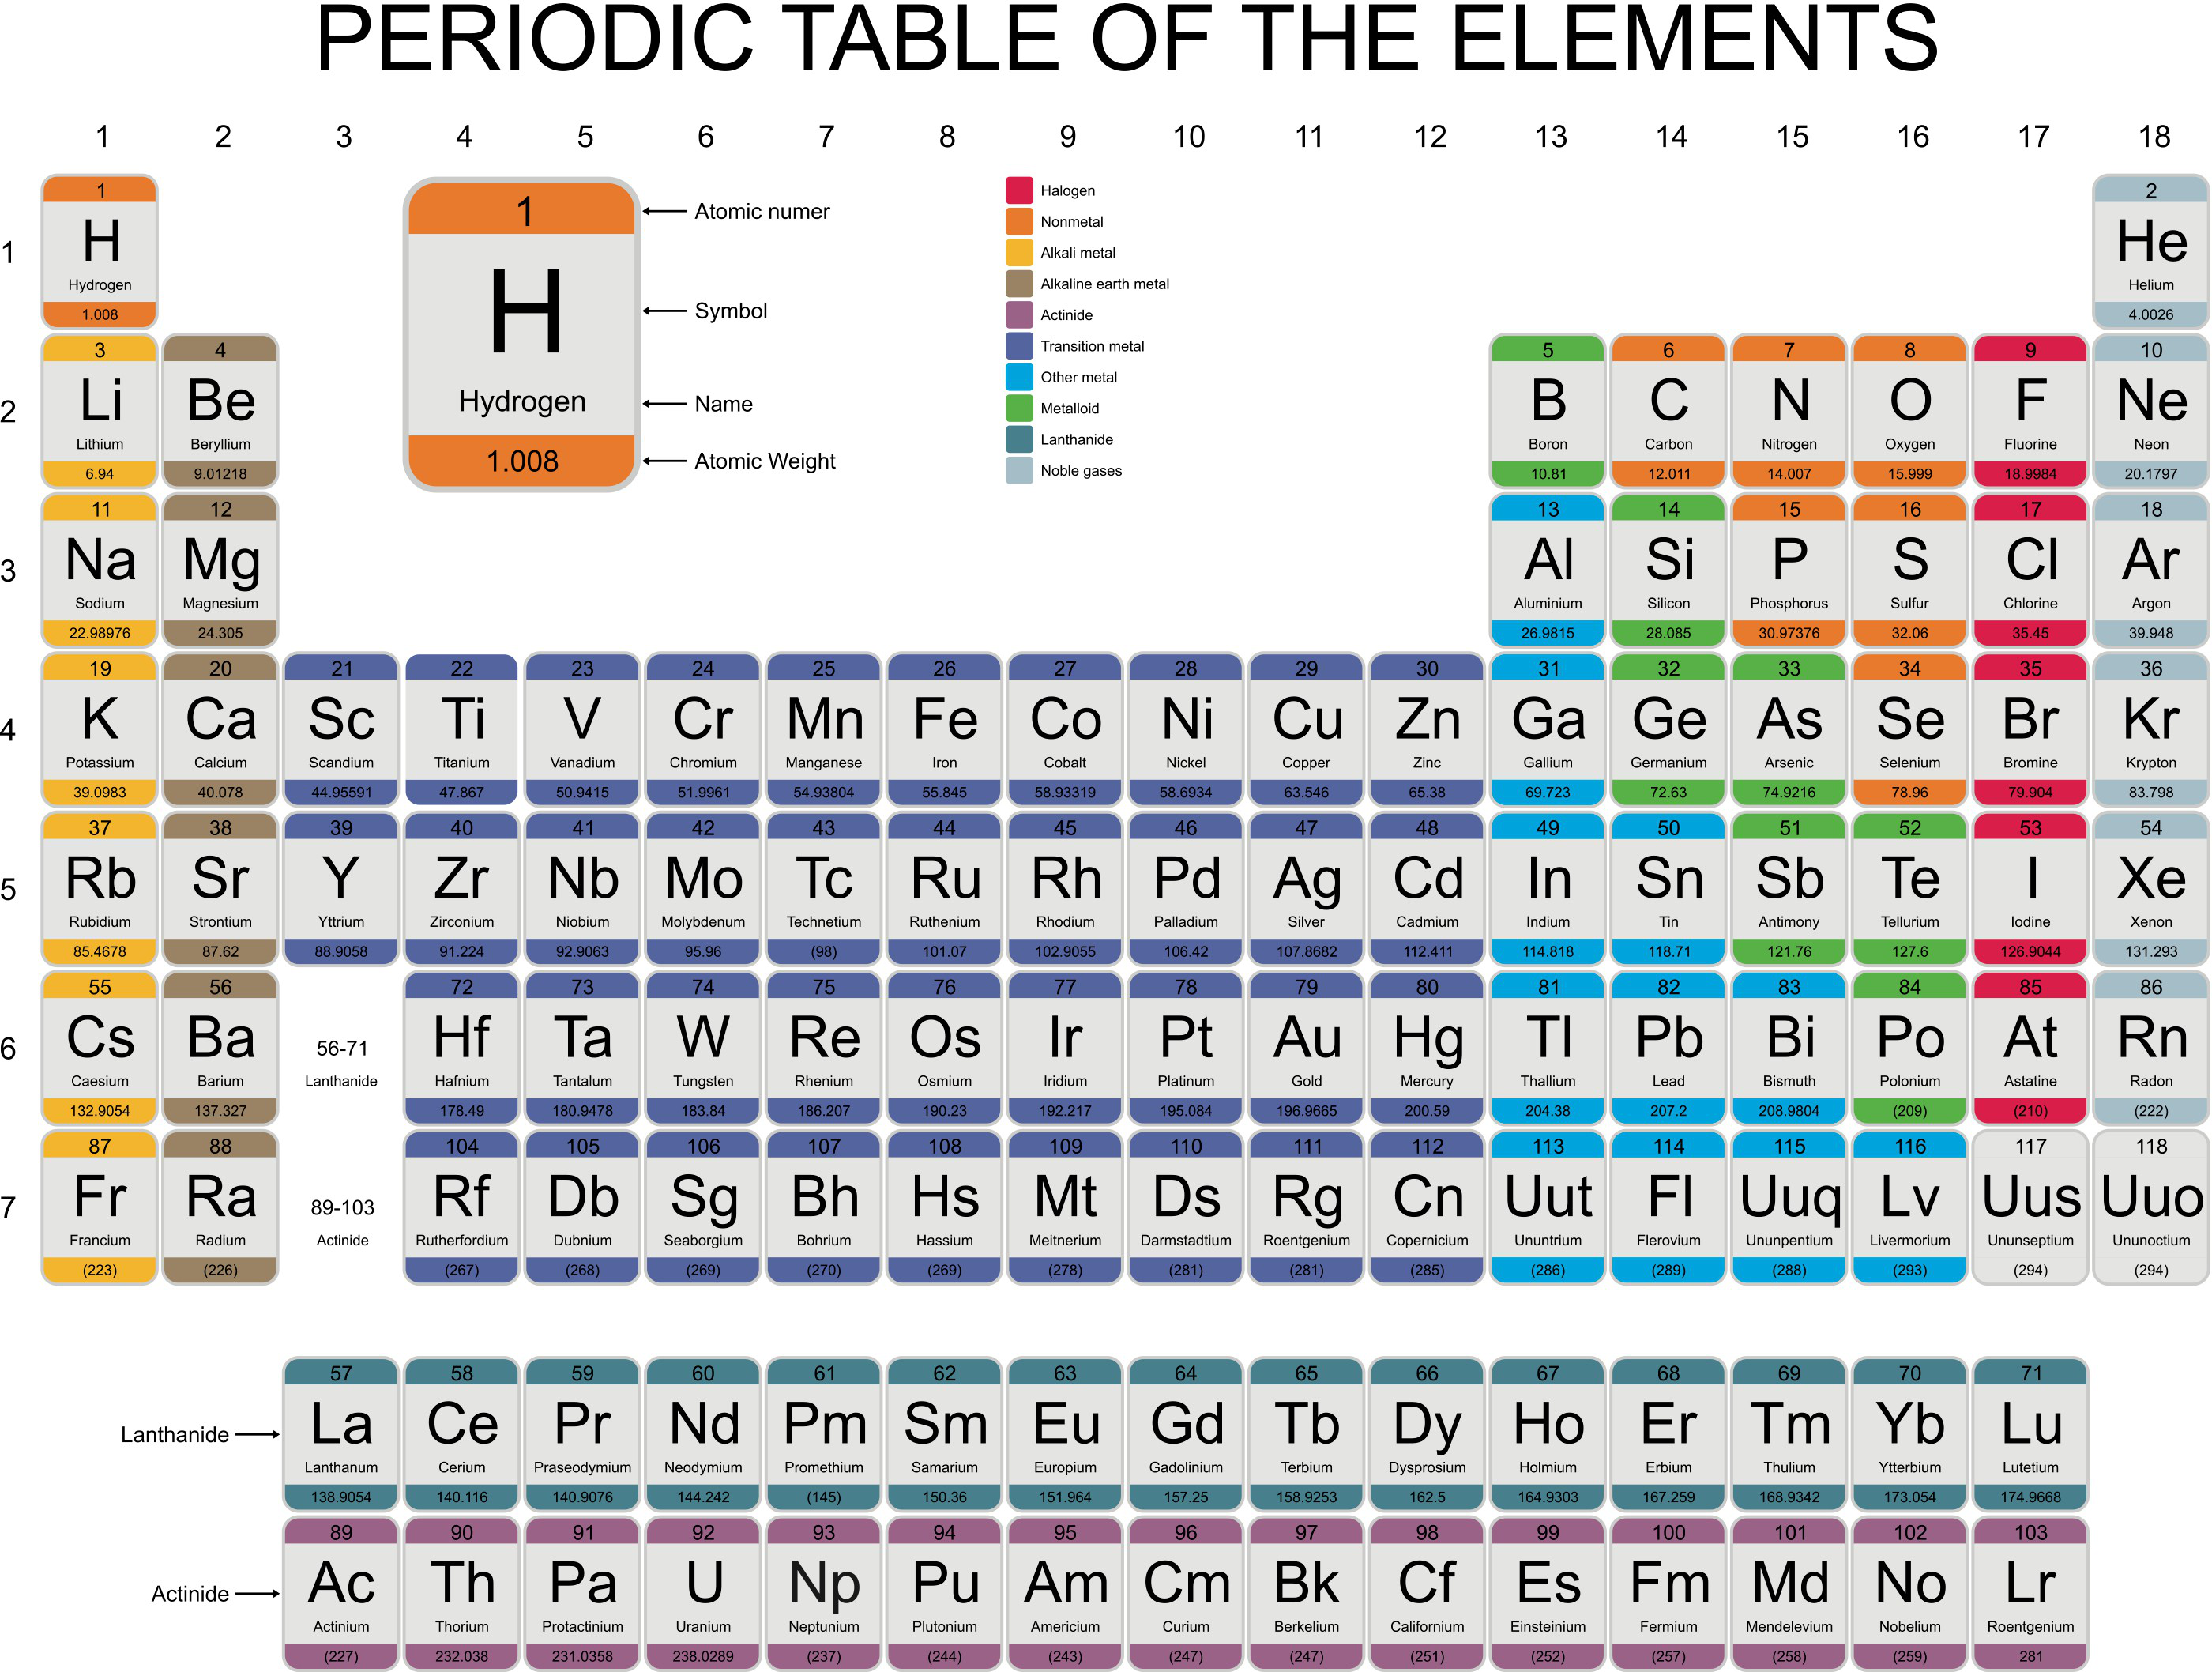 PERIODIC TABLE OF THE ELEMENTS
1 2 3 4 5 6 7 8 9 10 11 12 13 14 15 16 17 18
1
Atomic numer
H
Symbol
Hydrogen
Name
1.008
Atomic Weight
Halogen
Nonmetal
Alkali metal
Alkaline earth metal
Actinide
Transition metal
Other metal
Metalloid
Lanthanide
Noble gases
1
1 2
H He
Hydrogen Helium
1.008 4.0026
2
3 4 5 6 7 8 9 10
Li Be B C N O F Ne
Lithium Beryllium Boron Carbon Nitrogen Oxygen Fluorine Neon
6.94 9.01218 10.81 12.011 14.007 15.999 18.9984 20.1797
3
11 12 13 14 15 16 17 18
Na Mg Al Si P S Cl Ar
Sodium Magnesium Aluminium Silicon Phosphorus Sulfur Chlorine Argon
22.98976 24.305 26.9815 28.085 30.97376 32.06 35.45 39.948
4
19 20 21 22 23 24 25 26 27 28 29 30 31 32 33 34 35 36
K Ca Sc Ti V Cr Mn Fe Co Ni Cu Zn Ga Ge As Se Br Kr
Potassium Calcium Scandium Titanium Vanadium Chromium Manganese Iron Cobalt Nickel Copper Zinc Gallium Germanium Arsenic Selenium Bromine Krypton
39.0983 40.078 44.95591 47.867 50.9415 51.9961 54.93804 55.845 58.93319 58.6934 63.546 65.38 69.723 72.63 74.9216 78.96 79.904 83.798
5
37 38 39 40 41 42 43 44 45 46 47 48 49 50 51 52 53 54
Rb Sr Y Zr Nb Mo Tc Ru Rh Pd Ag Cd In Sn Sb Te I Xe
Rubidium Strontium Yttrium Zirconium Niobium Molybdenum Technetium Ruthenium Rhodium Palladium Silver Cadmium Indium Tin Antimony Tellurium Iodine Xenon
85.4678 87.62 88.9058 91.224 92.9063 95.96 (98) 101.07 102.9055 106.42 107.8682 112.411 114.818 118.71 121.76 127.6 126.9044 131.293
6
55 56 72 73 74 75 76 77 78 79 80 81 82 83 84 85 86
Cs Ba 56-71 Hf Ta W Re Os Ir Pt Au Hg Tl Pb Bi Po At Rn
Caesium Barium Lanthanide Hafnium Tantalum Tungsten Rhenium Osmium Iridium Platinum Gold Mercury Thallium Lead Bismuth Polonium Astatine Radon
132.9054 137.327 178.49 180.9478 183.84 186.207 190.23 192.217 195.084 196.9665 200.59 204.38 207.2 208.9804 (209) (210) (222)
7
87 88 104 105 106 107 108 109 110 111 112 113 114 115 116 117 118
Fr Ra 89-103 Rf Db Sg Bh Hs Mt Ds Rg Cn Uut Fl Uuq Lv Uus Uuo
Francium Radium Actinide Rutherfordium Dubnium Seaborgium Bohrium Hassium Meitnerium Darmstadtium Roentgenium Copernicium Ununtrium Flerovium Ununpentium Livermorium Ununseptium Ununoctium
(223) (226) (267) (268) (269) (270) (269) (278) (281) (281) (285) (286) (289) (288) (293) (294) (294)
Lanthanide
57 58 59 60 61 62 63 64 65 66 67 68 69 70 71
La Ce Pr Nd Pm Sm Eu Gd Tb Dy Ho Er Tm Yb Lu
Lanthanum Cerium Praseodymium Neodymium Promethium Samarium Europium Gadolinium Terbium Dysprosium Holmium Erbium Thulium Ytterbium Lutetium
138.9054 140.116 140.9076 144.242 (145) 150.36 151.964 157.25 158.9253 162.5 164.9303 167.259 168.9342 173.054 174.9668
Actinide
89 90 91 92 93 94 95 96 97 98 99 100 101 102 103
Ac Th Pa U Np Pu Am Cm Bk Cf Es Fm Md No Lr
Actinium Thorium Protactinium Uranium Neptunium Plutonium Americium Curium Berkelium Californium Einsteinium Fermium Mendelevium Nobelium Roentgenium
(227) 232.038 231.0358 238.0289 (237) (244) (243) (247) (247) (251) (252) (257) (258) (259) 281